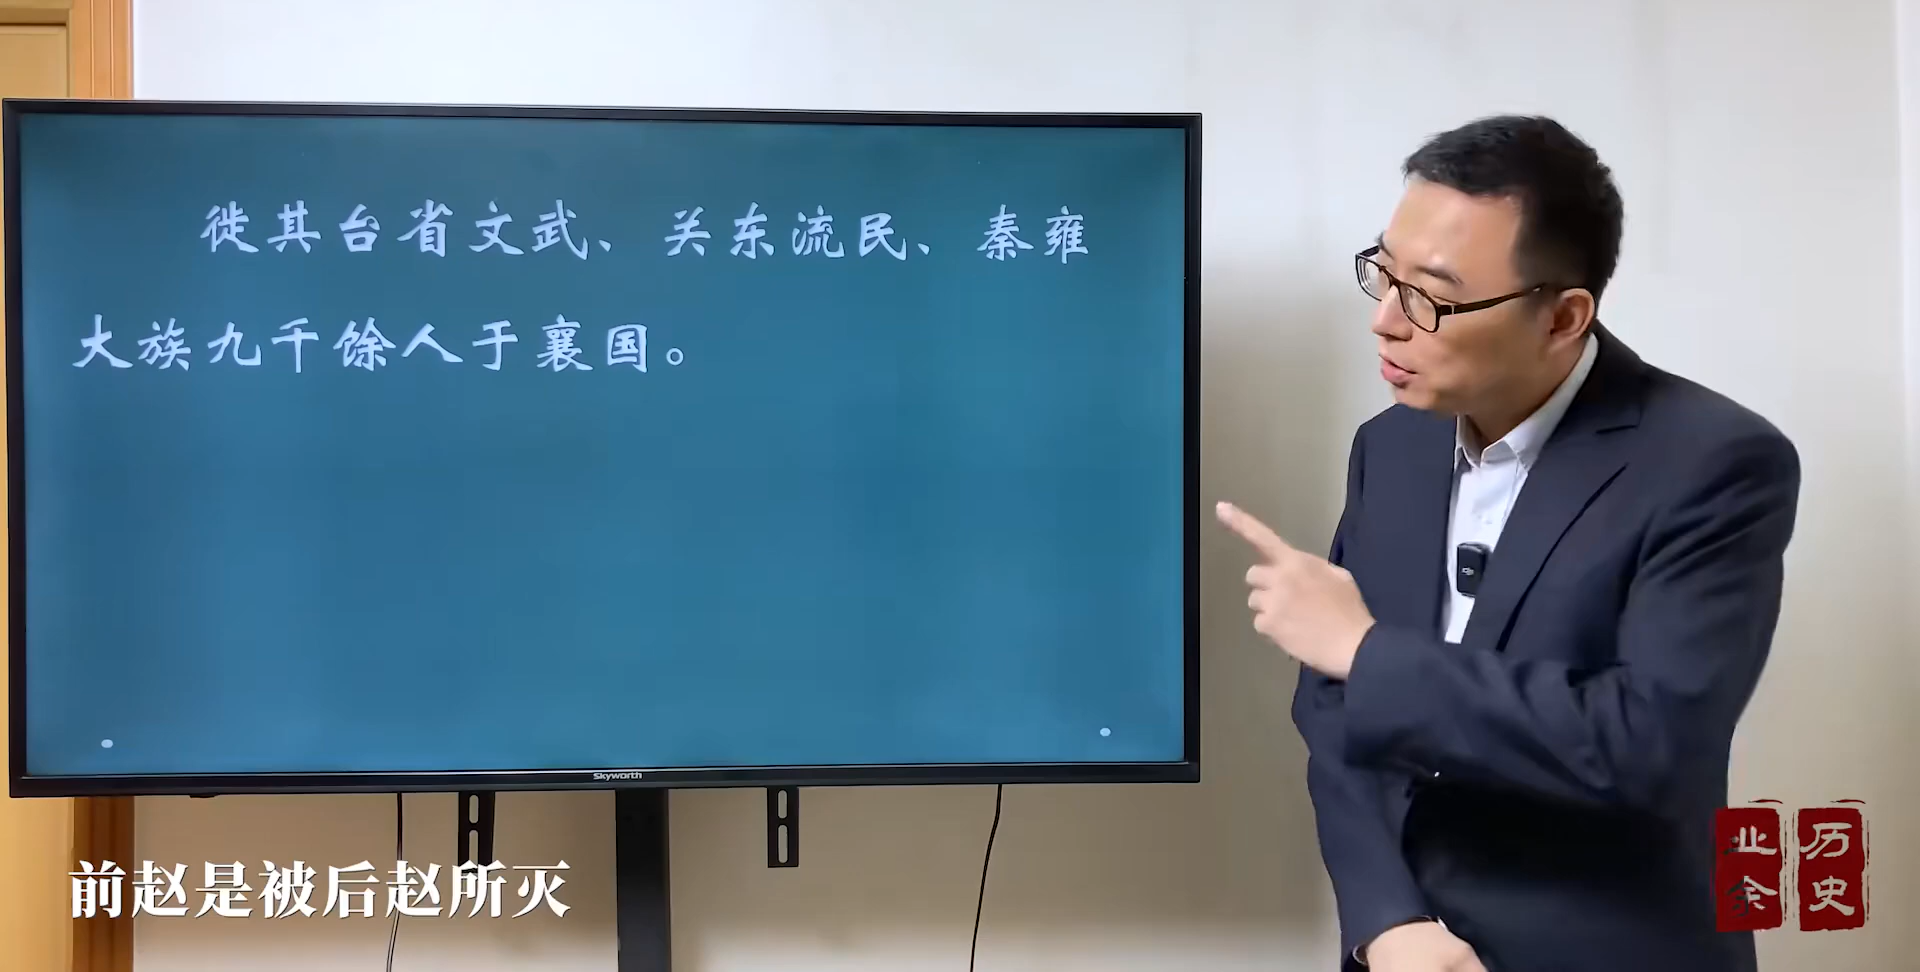 徙其台省文武、关东流民、秦雍
大族九千馀人于襄国。
Skyworth
前赵是被后赵所灭
历史
业余